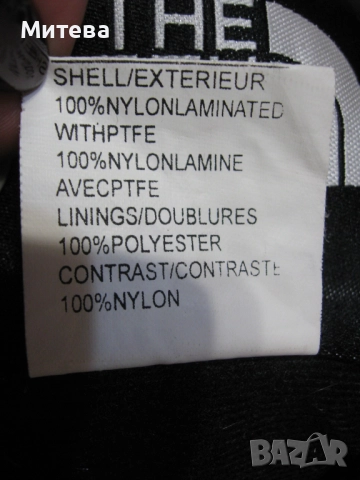 Митева
THE
SHELL/EXTERIEUR
100%NYLONLAMINATED
WITHPTFE
100%NYLONLAMINE
AVECPTFE
LININGS/DOUBLURES
100%POLYESTER
CONTRAST/CONTRASTE
100%NYLON
BAZAR